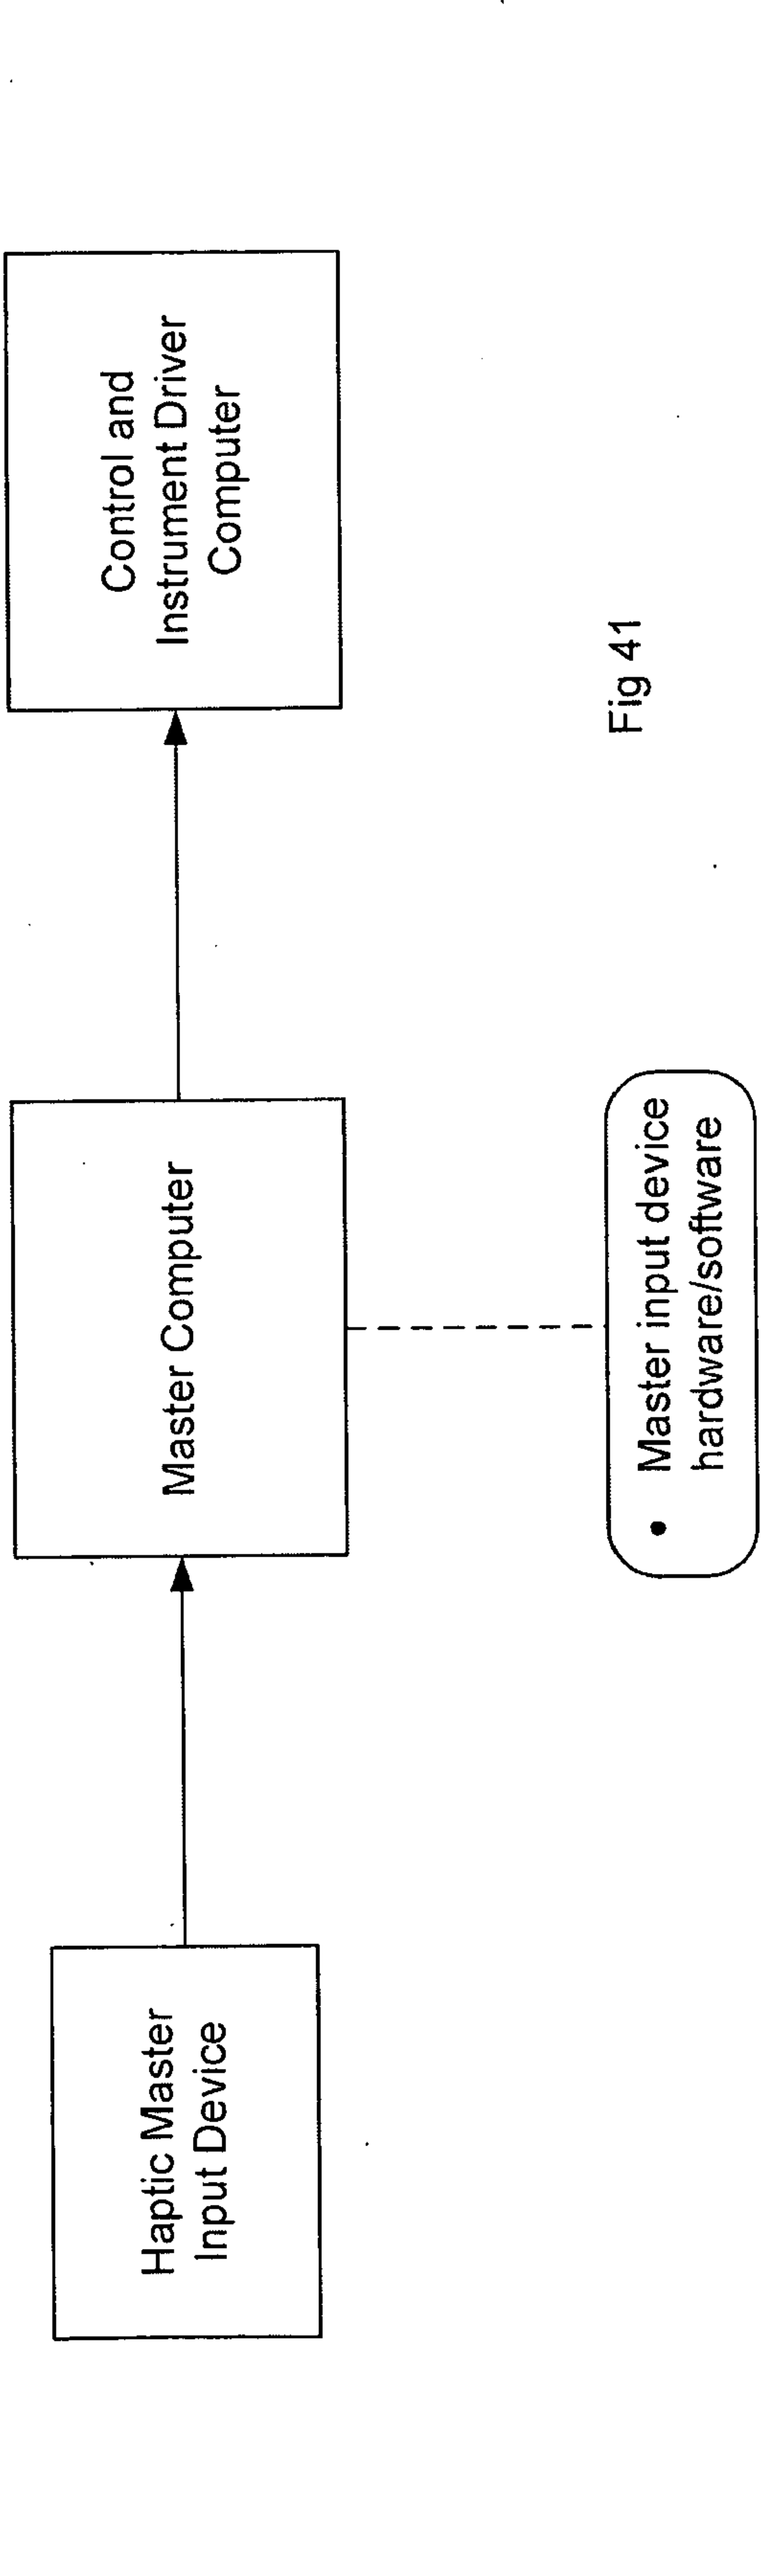 Haptic Master
Input Device
Master Computer
Control and
Instrument Driver
Computer
• Master input device
hardware/software
Fig 41